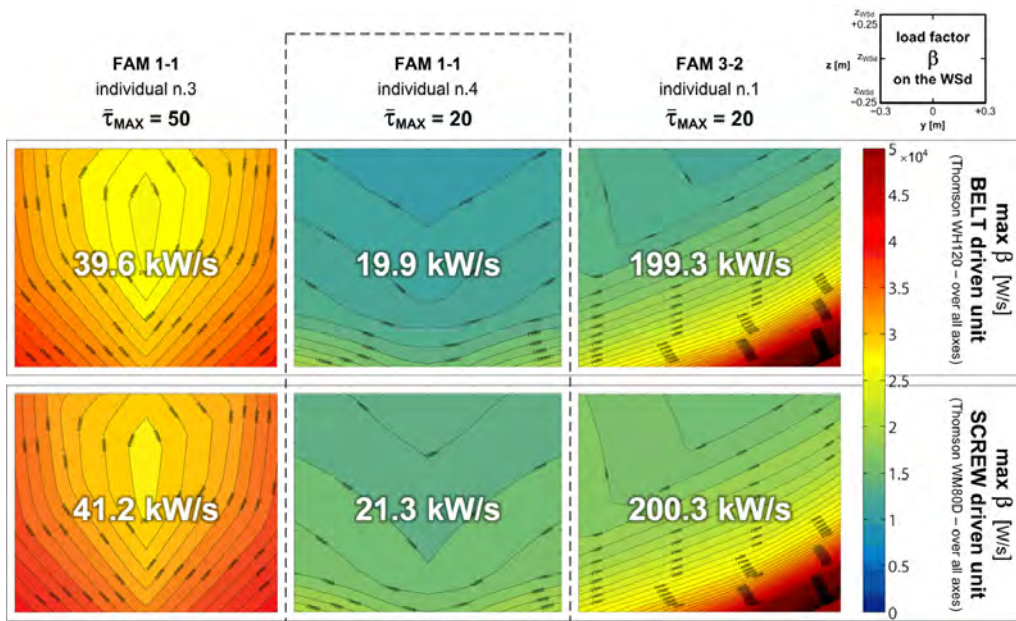 FAM 1-1
individual n.3
τ̄MAX = 50
FAM 1-1
individual n.4
τ̄MAX = 20
FAM 3-2
individual n.1
τ̄MAX = 20
zWSd
+0.25
z [m]
zWSd
zWSd
−0.25
−0.3
0
+0.3
y [m]
load factor
β
on the WSd
39.6 kW/s
19.9 kW/s
199.3 kW/s
41.2 kW/s
21.3 kW/s
200.3 kW/s
5
×10⁴
4.5
4
3.5
3
2.5
2
1.5
1
0.5
0
max β [W/s]
BELT driven unit
(Thomson WH120 – over all axes)
max β [W/s]
SCREW driven unit
(Thomson WM80D – over all axes)